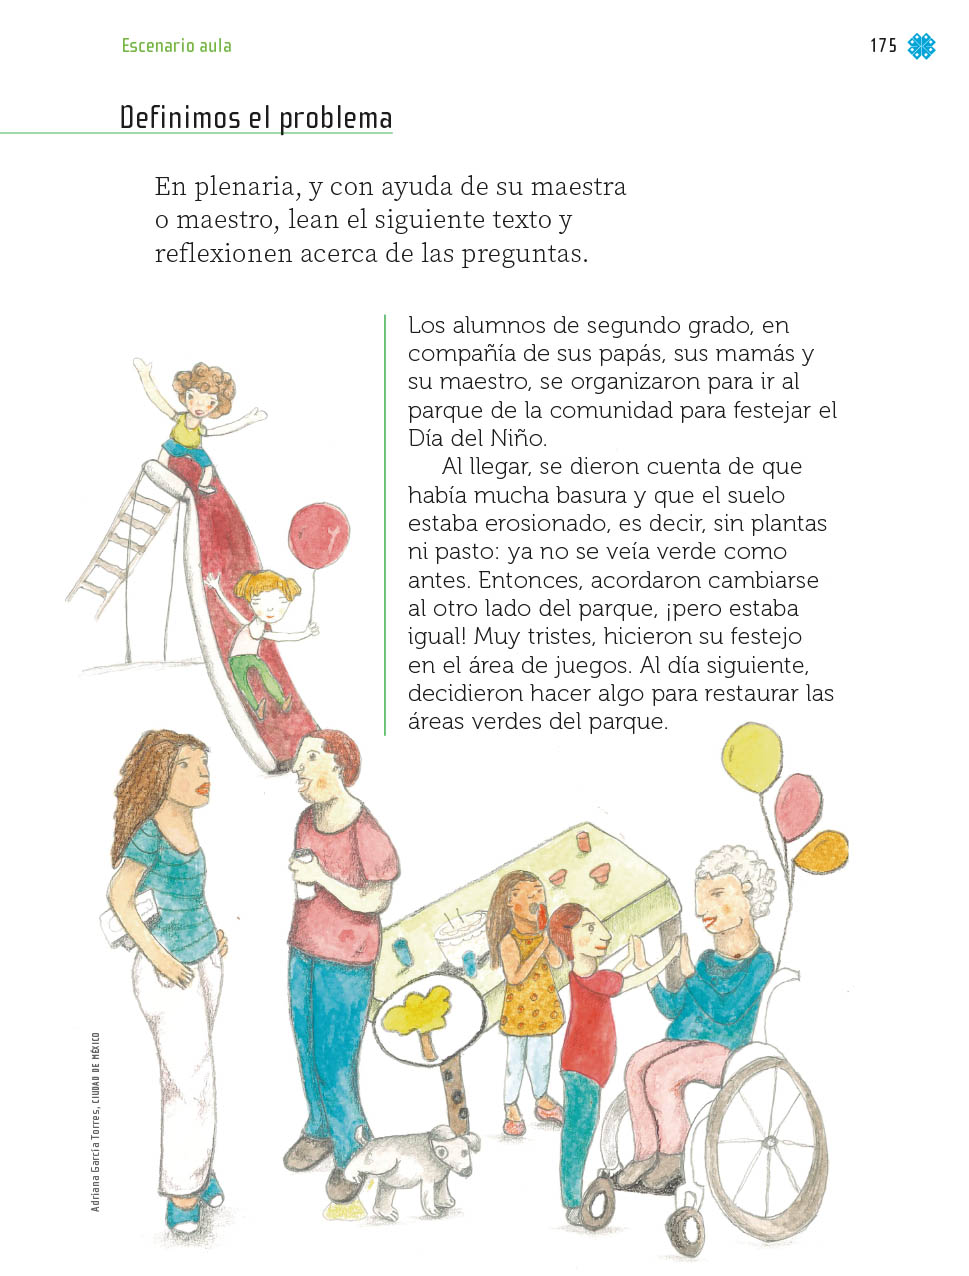 Escenario aula
175
Definimos el problema
En plenaria, y con ayuda de su maestra
o maestro, lean el siguiente texto y
reflexionen acerca de las preguntas.
Los alumnos de segundo grado, en
compañía de sus papás, sus mamás y
su maestro, se organizaron para ir al
parque de la comunidad para festejar el
Día del Niño.
Al llegar, se dieron cuenta de que
había mucha basura y que el suelo
estaba erosionado, es decir, sin plantas
ni pasto: ya no se veía verde como
antes. Entonces, acordaron cambiarse
al otro lado del parque, ¡pero estaba
igual! Muy tristes, hicieron su festejo
en el área de juegos. Al día siguiente,
decidieron hacer algo para restaurar las
áreas verdes del parque.
Adriana García Torres, CIUDAD DE MÉXICO